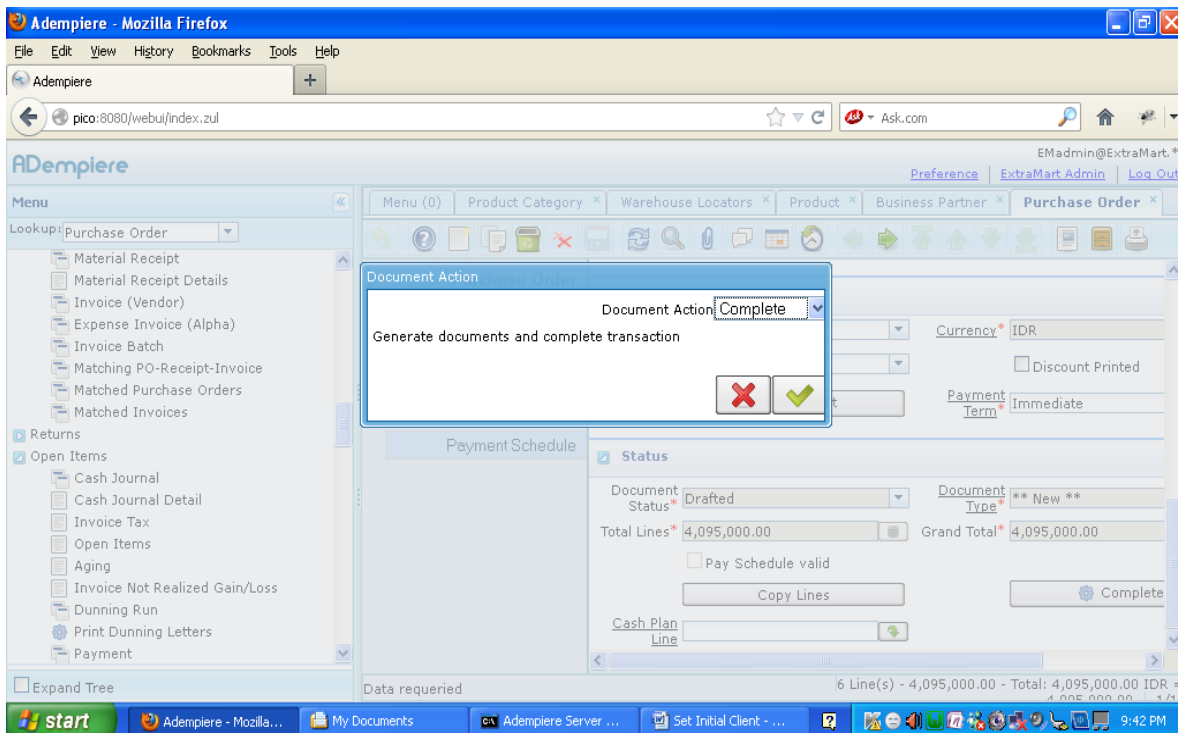 Adempiere - Mozilla Firefox
File Edit View History Bookmarks Tools Help
Adempiere
pico:8080/webui/index.zul
Ask.com
ADempiere
EMadmin@ExtraMart.*
Preference ExtraMart Admin Log Out
Menu
Menu (0) Product Category Warehouse Locators Product Business Partner Purchase Order
Lookup: Purchase Order
Material Receipt
Material Receipt Details
Invoice (Vendor)
Expense Invoice (Alpha)
Invoice Batch
Matching PO-Receipt-Invoice
Matched Purchase Orders
Matched Invoices
Returns
Open Items
Cash Journal
Cash Journal Detail
Invoice Tax
Open Items
Aging
Invoice Not Realized Gain/Loss
Dunning Run
Print Dunning Letters
Payment
Expand Tree
Purchase Order
Document Action
Document Action Complete
Generate documents and complete transaction
Payment Schedule
Currency* IDR
Discount Printed
Payment Term* Immediate
Status
Document Status* Drafted
Document Type* ** New **
Total Lines* 4,095,000.00
Grand Total* 4,095,000.00
Pay Schedule valid
Copy Lines
Complete
Cash Plan Line
Data requeried
6 Line(s) - 4,095,000.00 - Total: 4,095,000.00 IDR =
start
Adempiere - Mozilla...
My Documents
Adempiere Server ...
Set Initial Client - ...
9:42 PM